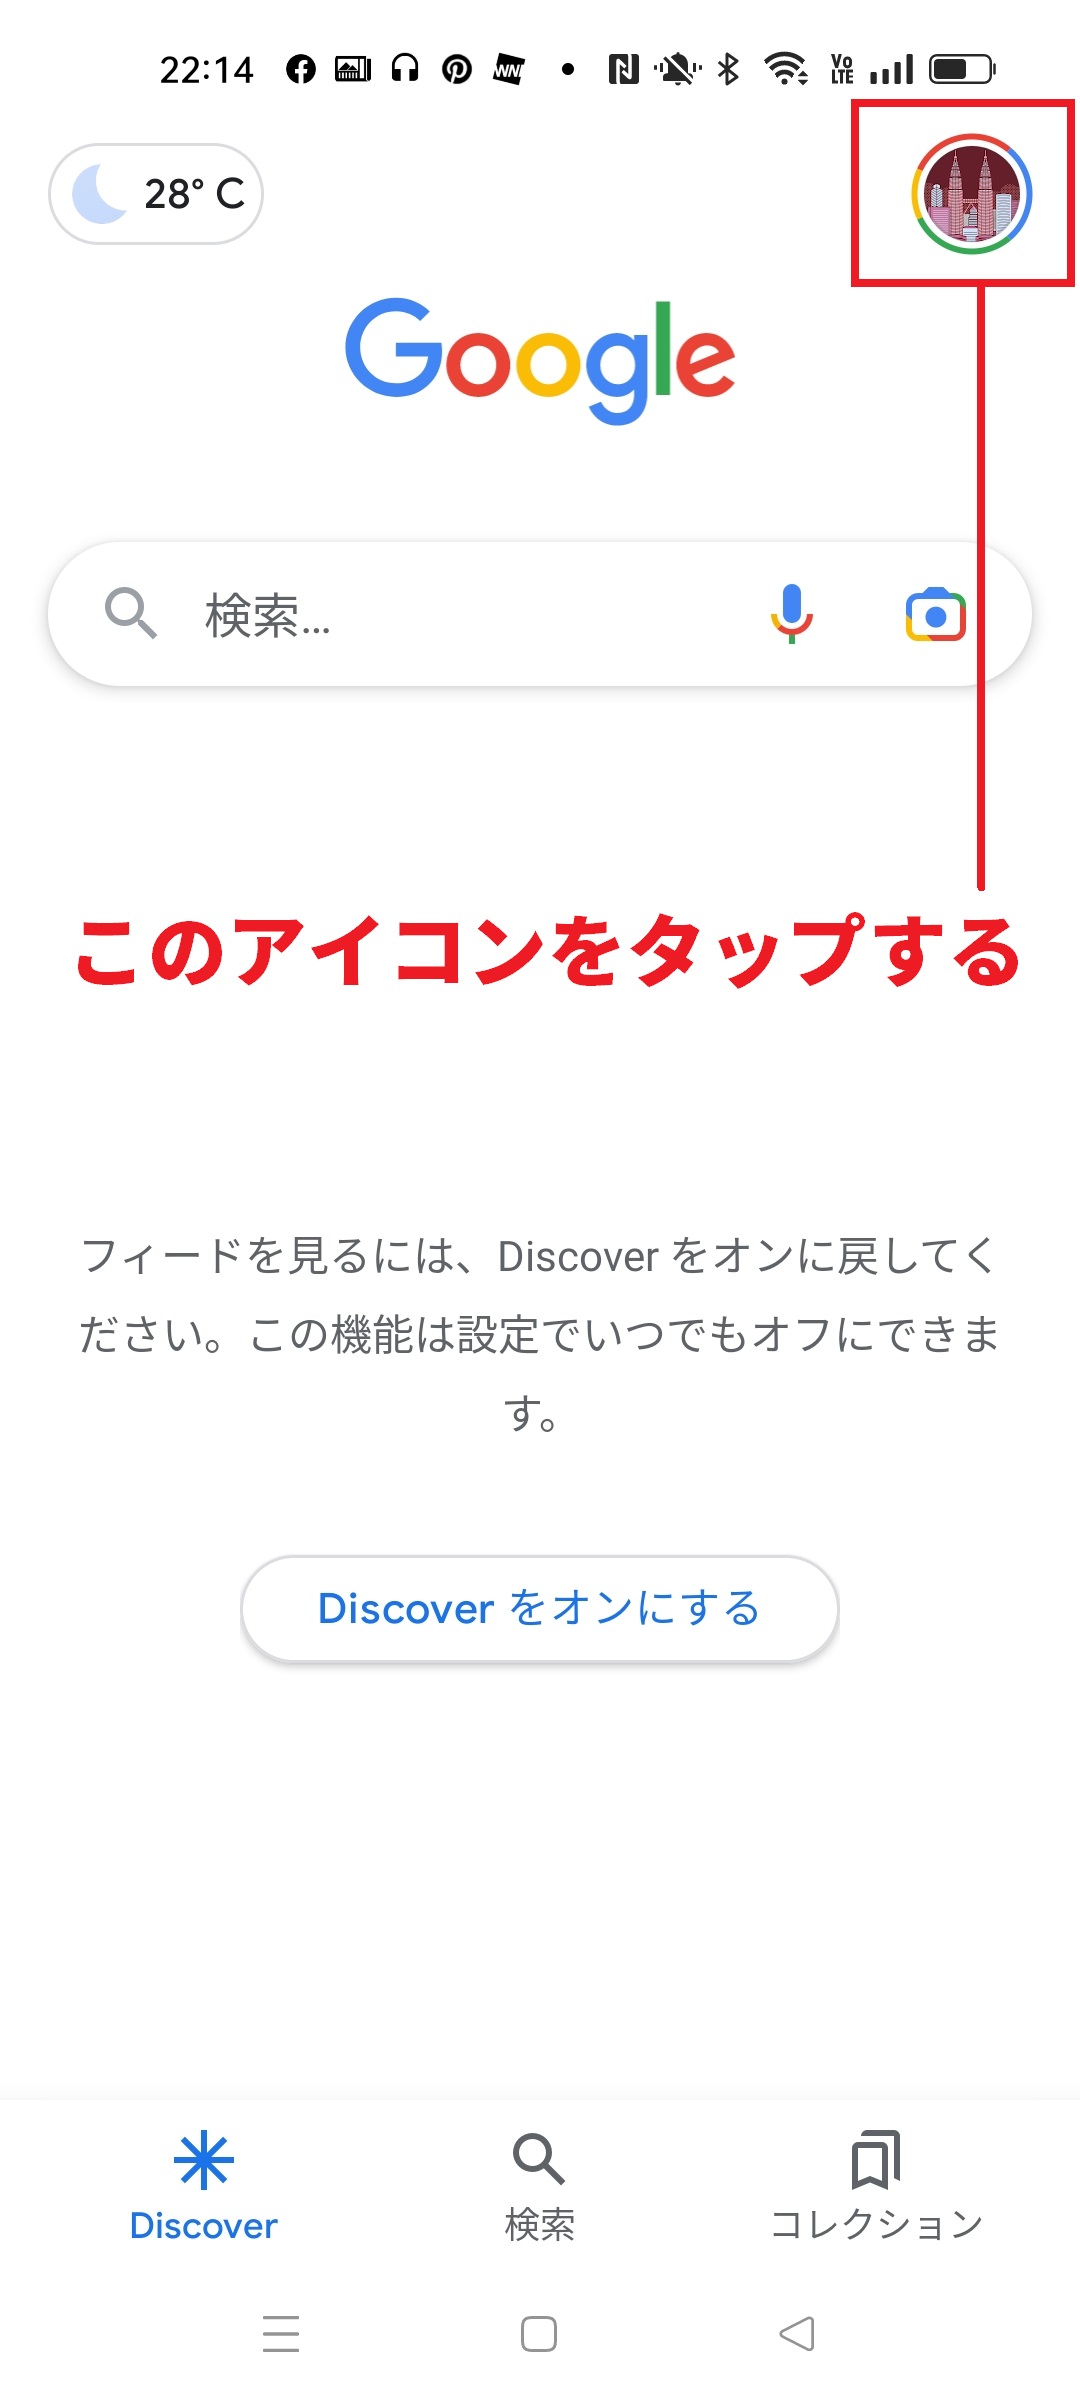 22:14
Vo
LTE
28° C
Google
検索...
このアイコンをタップする
フィードを見るには、Discover をオンに戻してく
ださい。この機能は設定でいつでもオフにできま
す。
Discover をオンにする
Discover
検索
コレクション